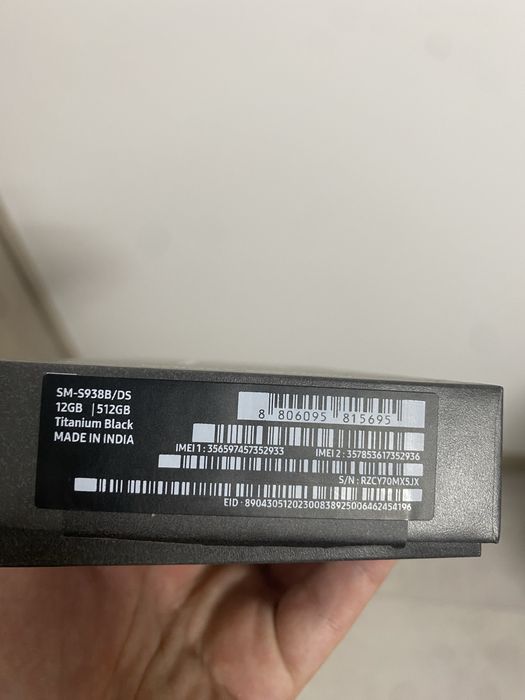 SM-S938B/DS
12GB | 512GB
Titanium Black
MADE IN INDIA
8 806095 815695
IMEI 1 : 356597457352933
IMEI 2 : 357853617352936
S/N : RZCY70MX5JX
EID - 89043051202300838925006462454196